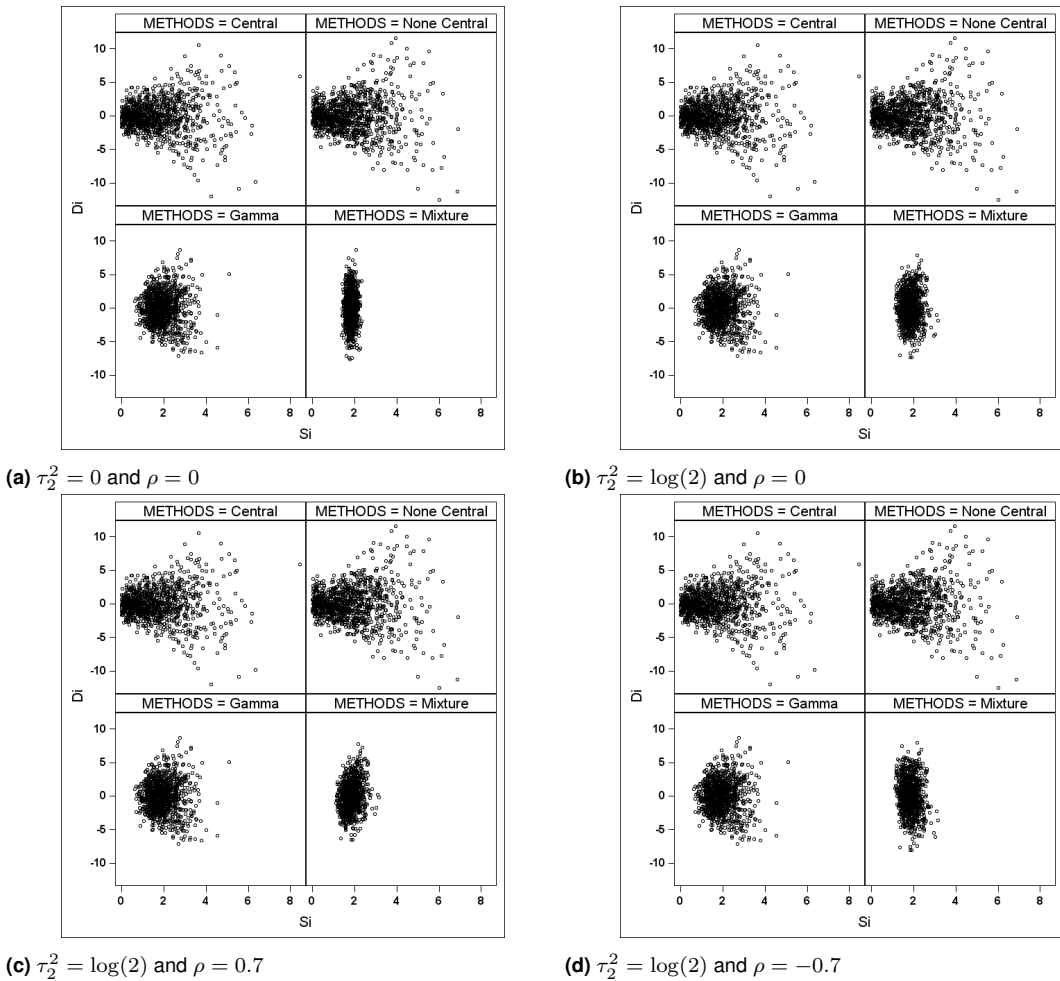 METHODS = Central METHODS = None Central
10
5
0
-5
-10
Di
METHODS = Gamma METHODS = Mixture
10
5
0
-5
-10
0 2 4 6 8 0 2 4 6 8
Si
(a) τ₂² = 0 and ρ = 0
METHODS = Central METHODS = None Central
10
5
0
-5
-10
Di
METHODS = Gamma METHODS = Mixture
10
5
0
-5
-10
0 2 4 6 8 0 2 4 6 8
Si
(b) τ₂² = log(2) and ρ = 0
METHODS = Central METHODS = None Central
10
5
0
-5
-10
Di
METHODS = Gamma METHODS = Mixture
10
5
0
-5
-10
0 2 4 6 8 0 2 4 6 8
Si
(c) τ₂² = log(2) and ρ = 0.7
METHODS = Central METHODS = None Central
10
5
0
-5
-10
Di
METHODS = Gamma METHODS = Mixture
10
5
0
-5
-10
0 2 4 6 8 0 2 4 6 8
Si
(d) τ₂² = log(2) and ρ = −0.7